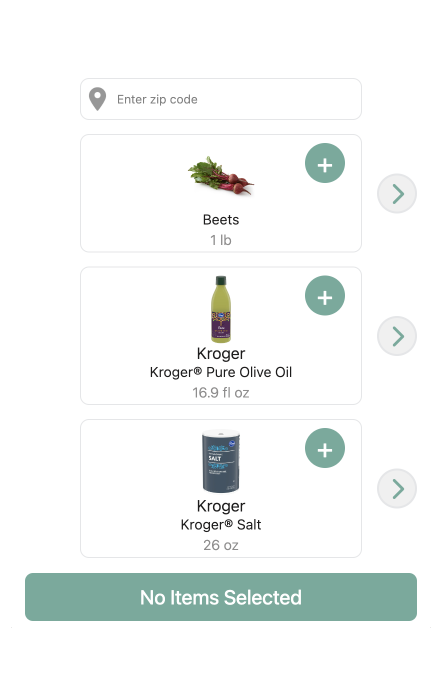 Enter zip code
+
Beets
1 lb
+
Kroger
Kroger® Pure Olive Oil
16.9 fl oz
+
SALT
Kroger
Kroger® Salt
26 oz
No Items Selected